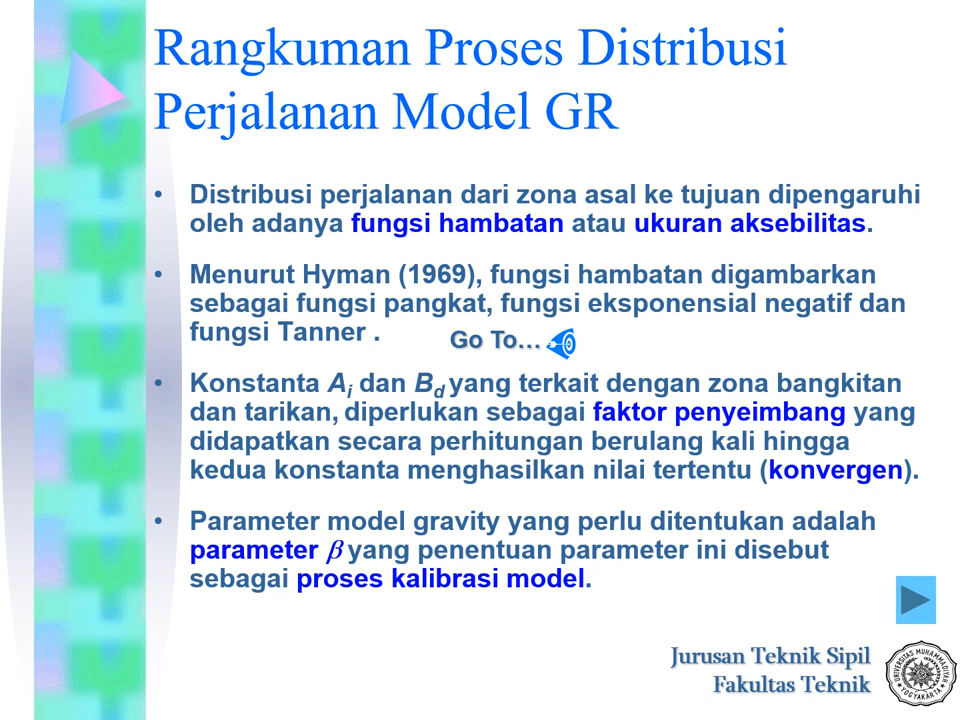 Rangkuman Proses Distribusi
Perjalanan Model GR
• Distribusi perjalanan dari zona asal ke tujuan dipengaruhi
oleh adanya fungsi hambatan atau ukuran aksebilitas.
• Menurut Hyman (1969), fungsi hambatan digambarkan
sebagai fungsi pangkat, fungsi eksponensial negatif dan
fungsi Tanner .
Go To…
• Konstanta Ai dan Bd yang terkait dengan zona bangkitan
dan tarikan, diperlukan sebagai faktor penyeimbang yang
didapatkan secara perhitungan berulang kali hingga
kedua konstanta menghasilkan nilai tertentu (konvergen).
• Parameter model gravity yang perlu ditentukan adalah
parameter β yang penentuan parameter ini disebut
sebagai proses kalibrasi model.
Jurusan Teknik Sipil
Fakultas Teknik
UNIVERSITAS MUHAMMADIYAH
YOGYAKARTA